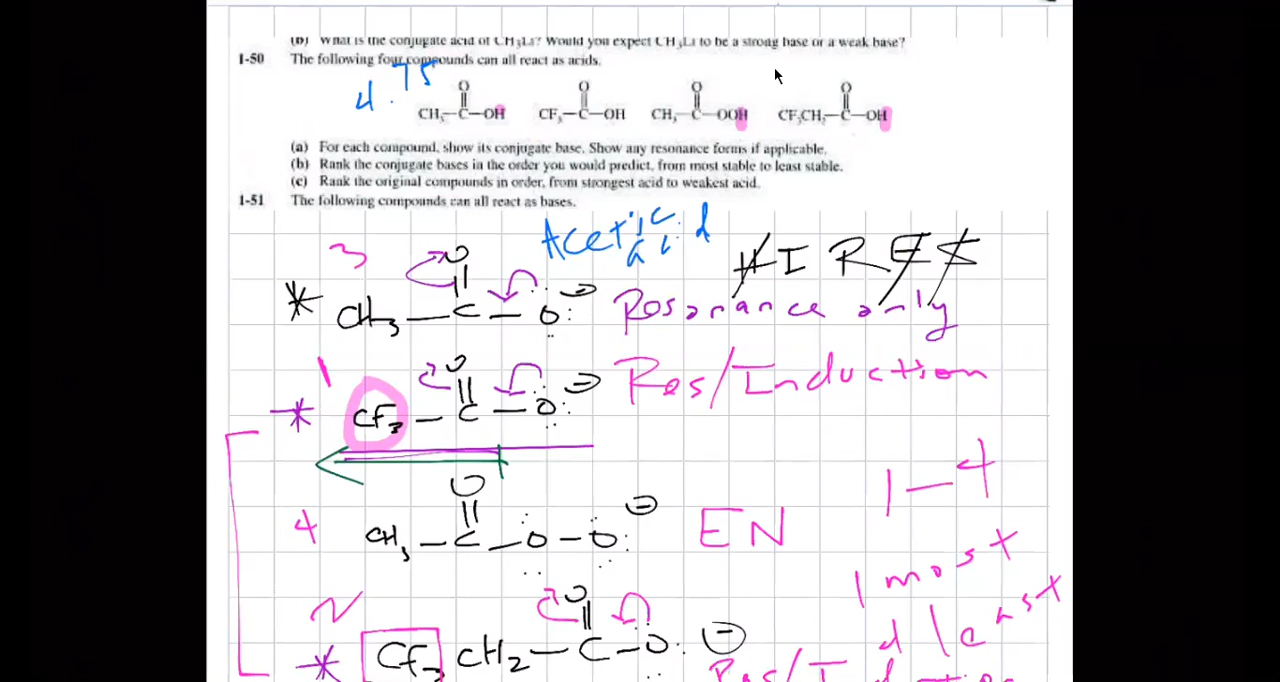 (b) What is the conjugate acid of CH3Li? Would you expect CH3Li to be a strong base or a weak base?
1-50 The following four compounds can all react as acids.
4.75
O O O O
CH3—C—OH CF3—C—OH CH3—C—OOH CF3CH2—C—OH
(a) For each compound, show its conjugate base. Show any resonance forms if applicable.
(b) Rank the conjugate bases in the order you would predict, from most stable to least stable.
(c) Rank the original compounds in order, from strongest acid to weakest acid.
1-51 The following compounds can all react as bases.
Acetic acid
H I R E S
3
O
* CH3 — C — O: ⊖ Resonance only
1
O
* CF3 — C — O: ⊖ Res/Induction
1—4
O
4 CH3 — C — O — O: ⊖ EN
1 most
2
O
4 least
* CF3 CH2 — C — O: ⊖
Res/Induction